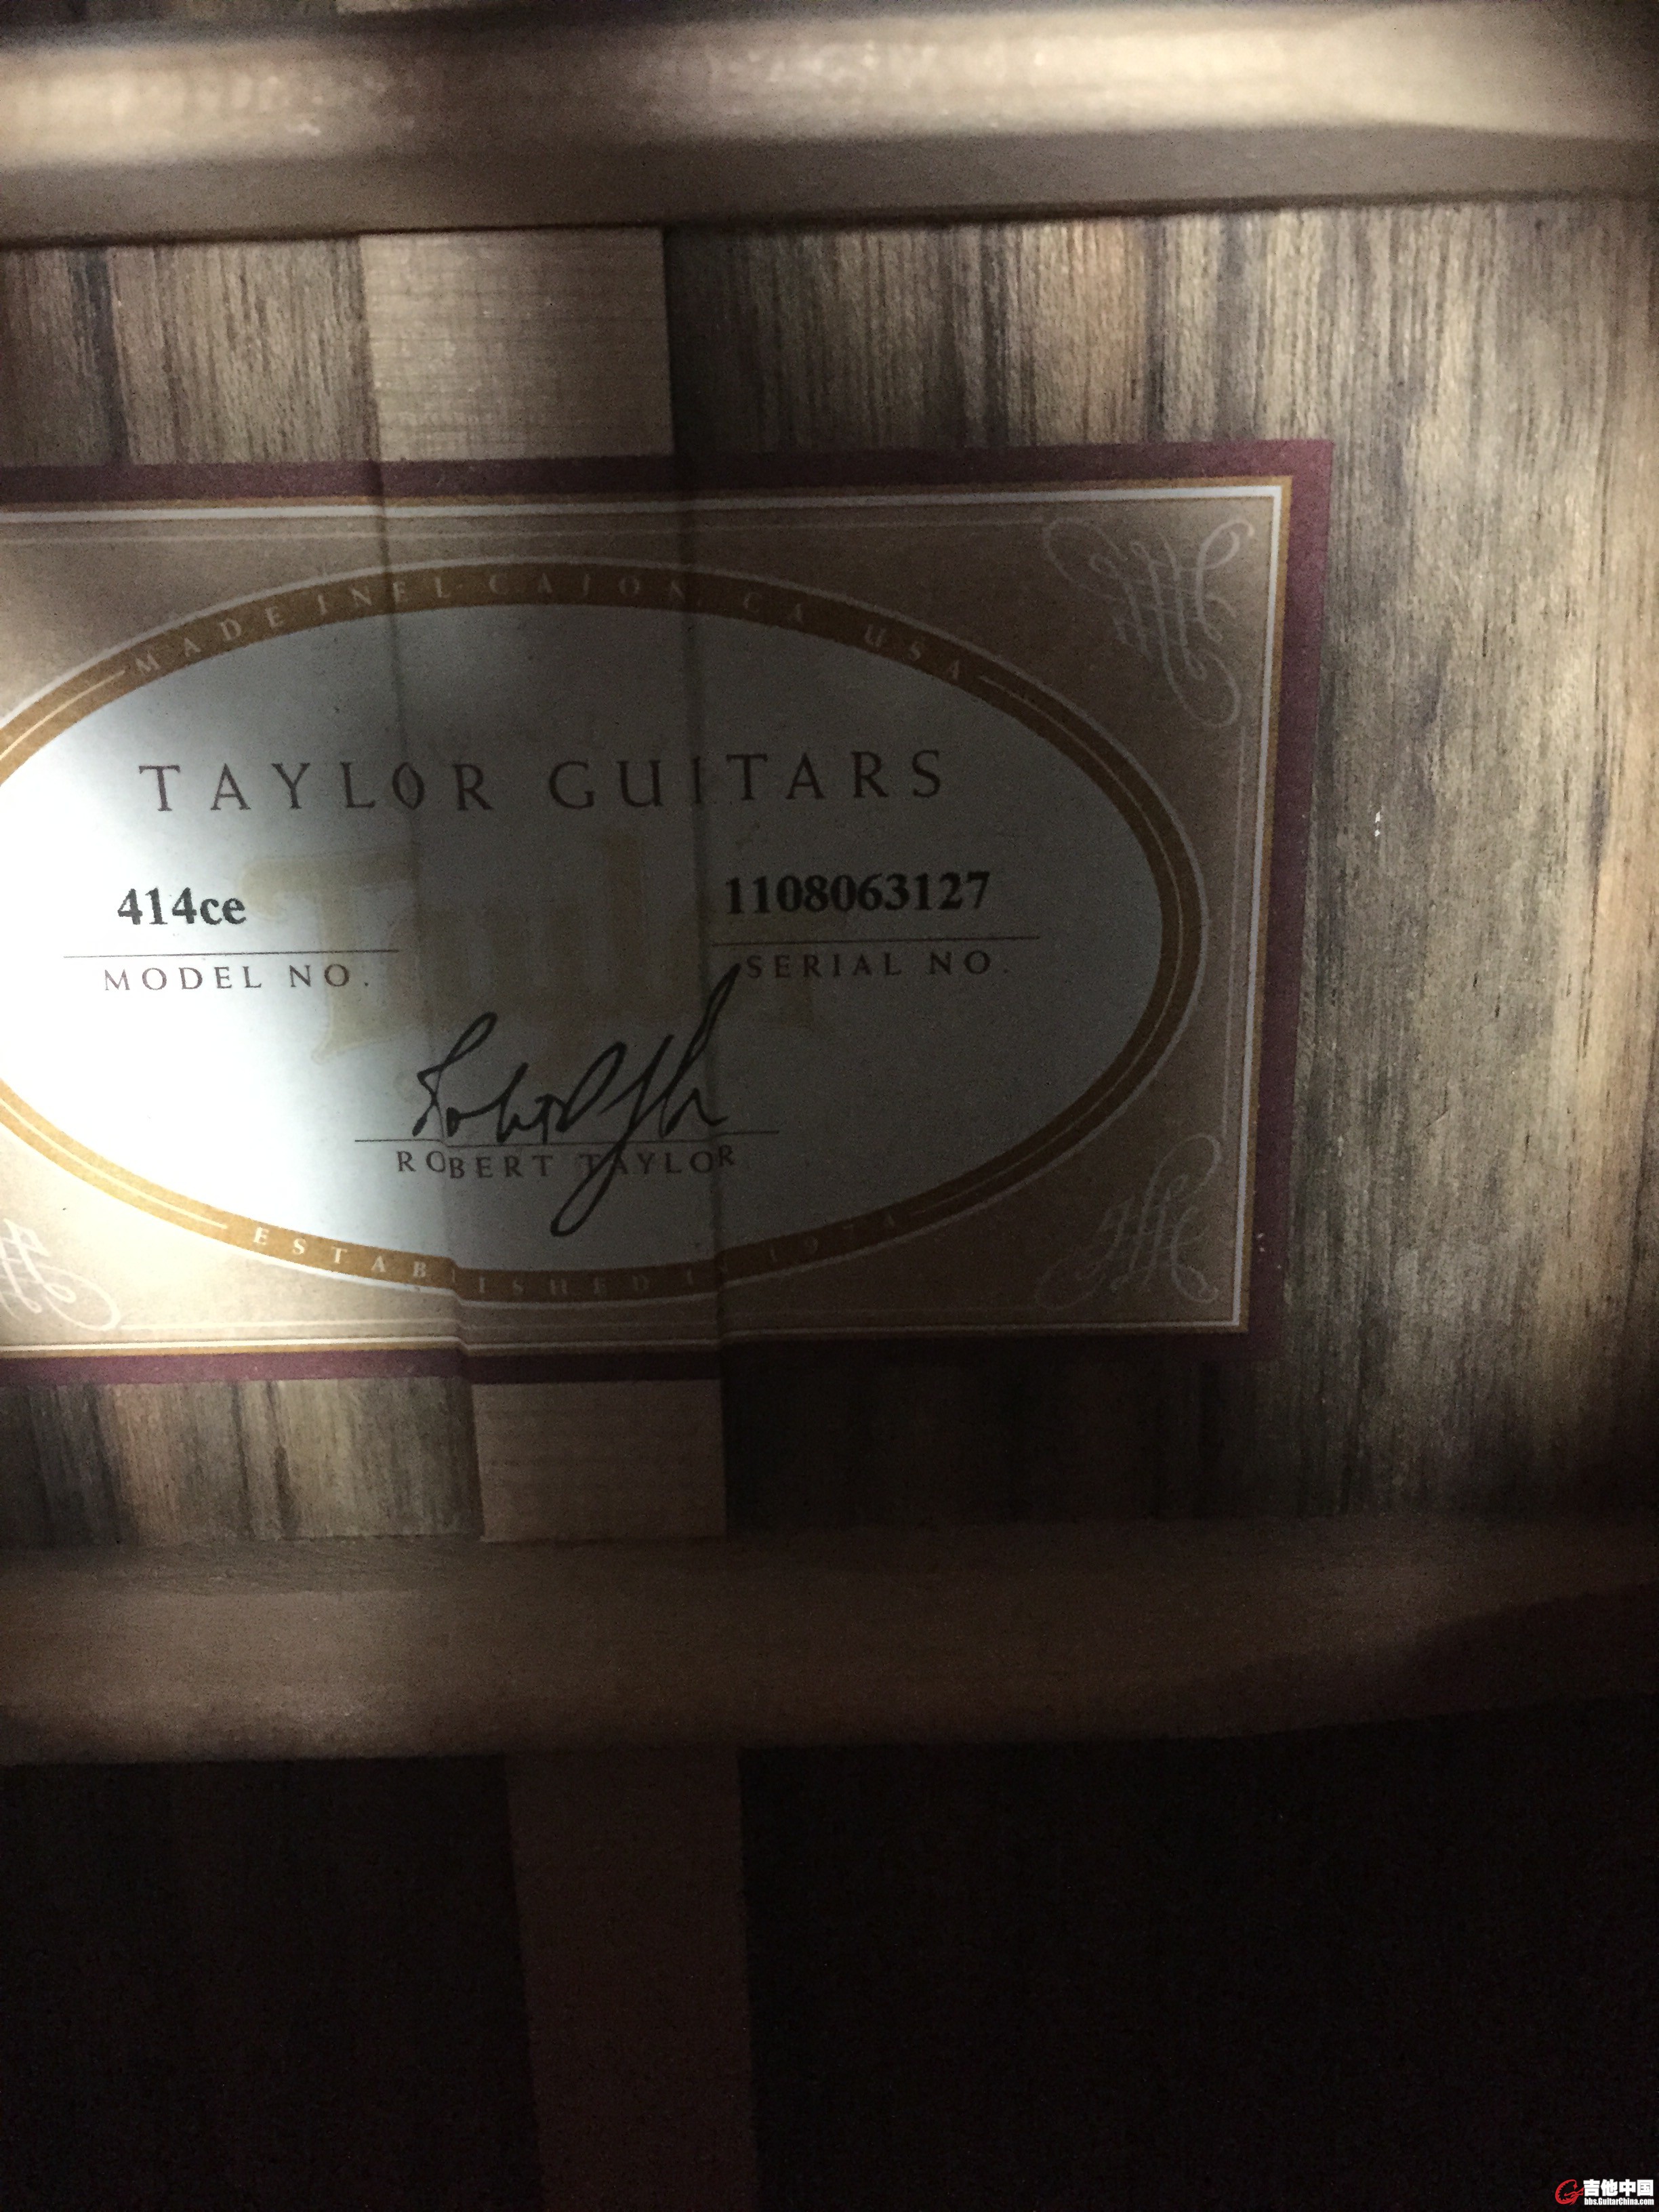 MADE IN EL CAJON, CA USA
TAYLOR GUITARS
414ce
1108063127
MODEL NO.
SERIAL NO.
ROBERT TAYLOR
ESTABLISHED 1974
吉他中国
bbs.GuitarChina.com